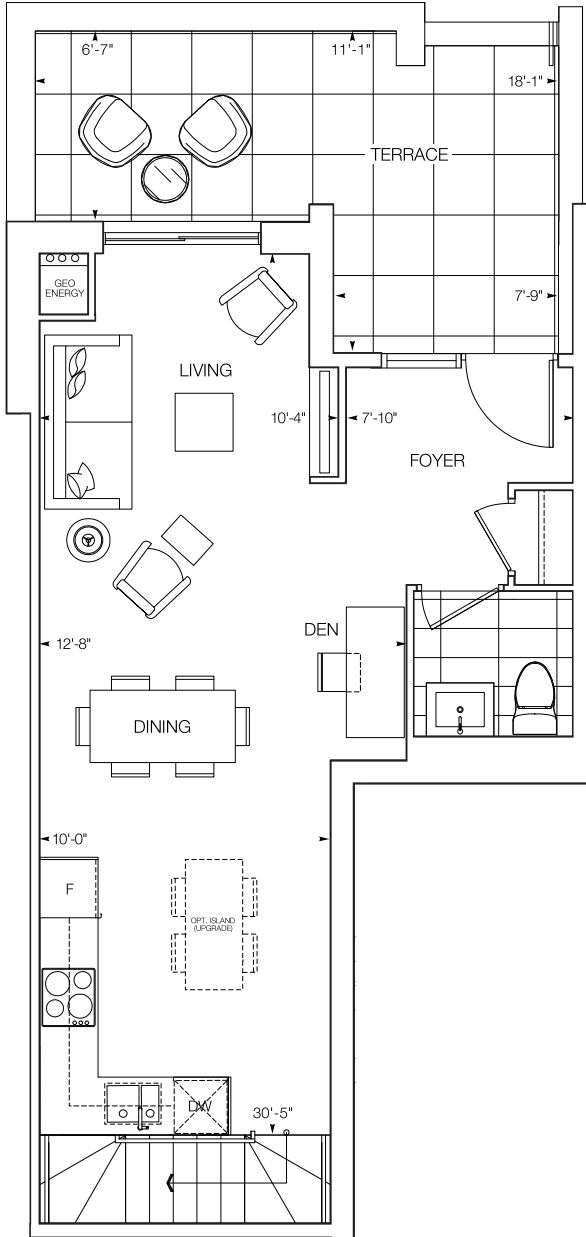 6'-7"
11'-1"
18'-1"
TERRACE
GEO
ENERGY
7'-9"
LIVING
10'-4"
7'-10"
FOYER
DEN
12'-8"
DINING
10'-0"
F
OPT. ISLAND
(UPGRADE)
DW
30'-5"